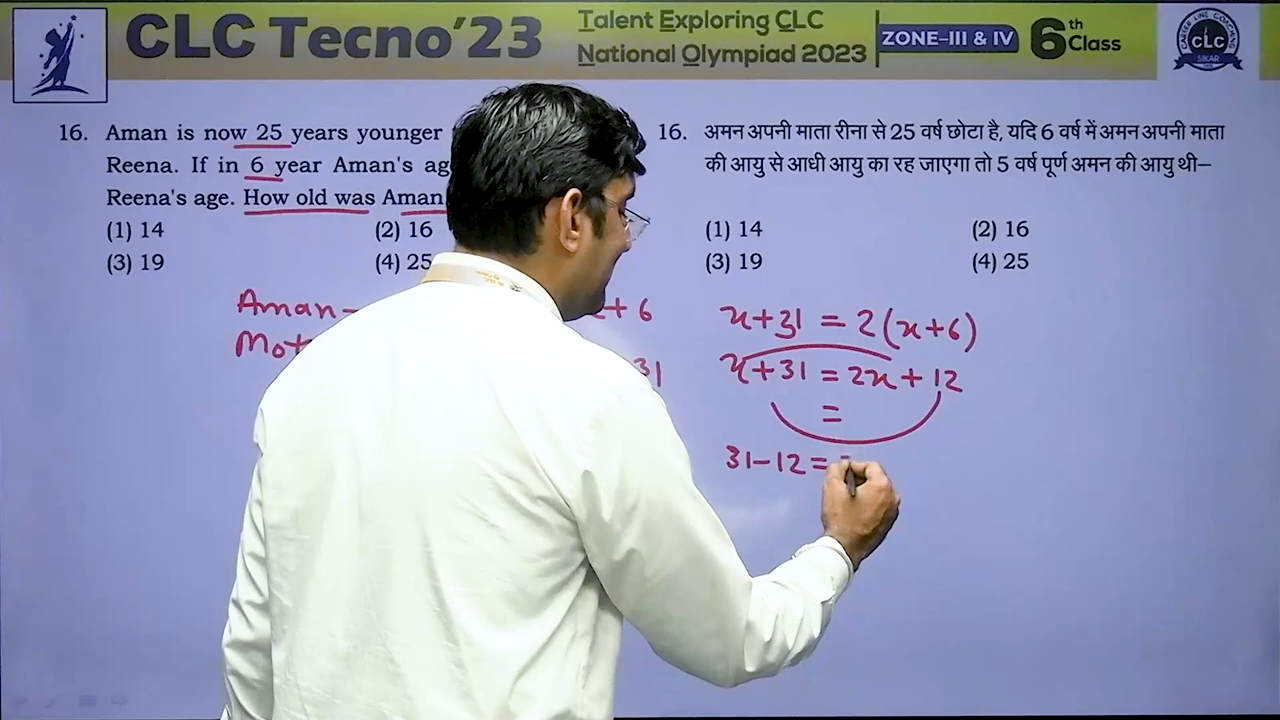 CLC Tecno'23
Talent Exploring CLC
National Olympiad 2023
ZONE–III & IV
6th Class
CAREER LINE COACHING
CLC
SIKAR
16. Aman is now 25 years younger
Reena. If in 6 year Aman's
Reena's age. How old was Aman
(1) 14 (2) 16
(3) 19 (4) 25
16. अमन अपनी माता रीना से 25 वर्ष छोटा है, यदि 6 वर्ष में अमन अपनी माता
की आयु से आधी आयु का रह जाएगा तो 5 वर्ष पूर्ण अमन की आयु थी–
(1) 14 (2) 16
(3) 19 (4) 25
Aman– + 6
31
x+31 = 2(x+6)
x+31 = 2x+12
=
31–12=